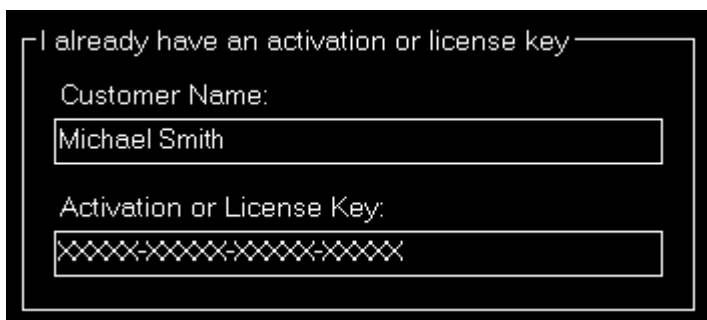 I already have an activation or license key
Customer Name:
Michael Smith
Activation or License Key:
XXXXX-XXXXX-XXXXX-XXXXX